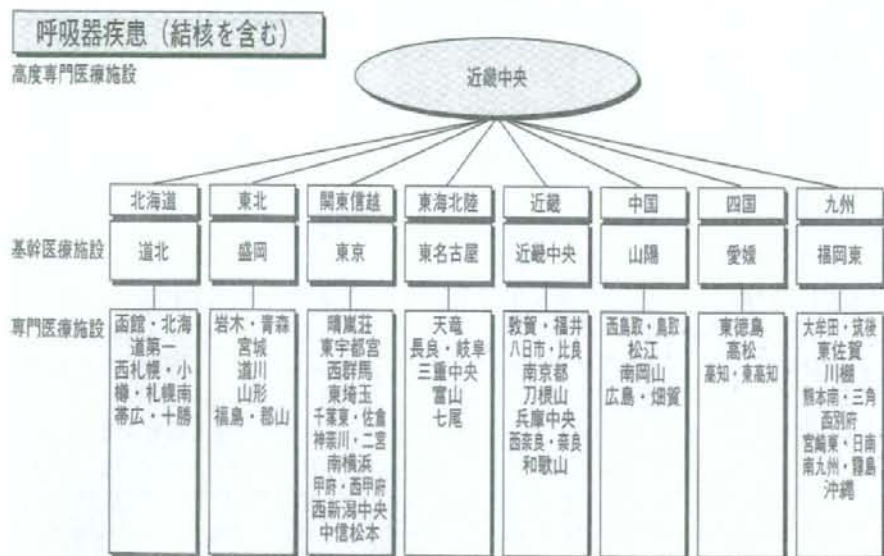 呼吸器疾患（結核を含む）
高度専門医療施設
近畿中央
北海道
東北
関東信越
東海北陸
近畿
中国
四国
九州
基幹医療施設
道北
盛岡
東京
東名古屋
近畿中央
山陽
愛媛
福岡東
専門医療施設
函館・北海
道第一
西札幌・小
樽・札幌南
帯広・十勝
岩木・青森
宮城
道川
山形
福島・郡山
晴嵐荘
東宇都宮
西群馬
東埼玉
千葉東・佐倉
神奈川・二宮
南横浜
甲府・西甲府
西新潟中央
中信松本
天竜
長良・岐阜
三重中央
富山
七尾
敦賀・福井
八日市・比良
南京都
刀根山
兵庫中央
西奈良・奈良
和歌山
西鳥取・鳥取
松江
南岡山
広島・畑賀
東徳島
高松
高知・東高知
大牟田・筑後
東佐賀
川棚
熊本南・三角
西別府
宮崎東・日南
南九州・霧島
沖縄